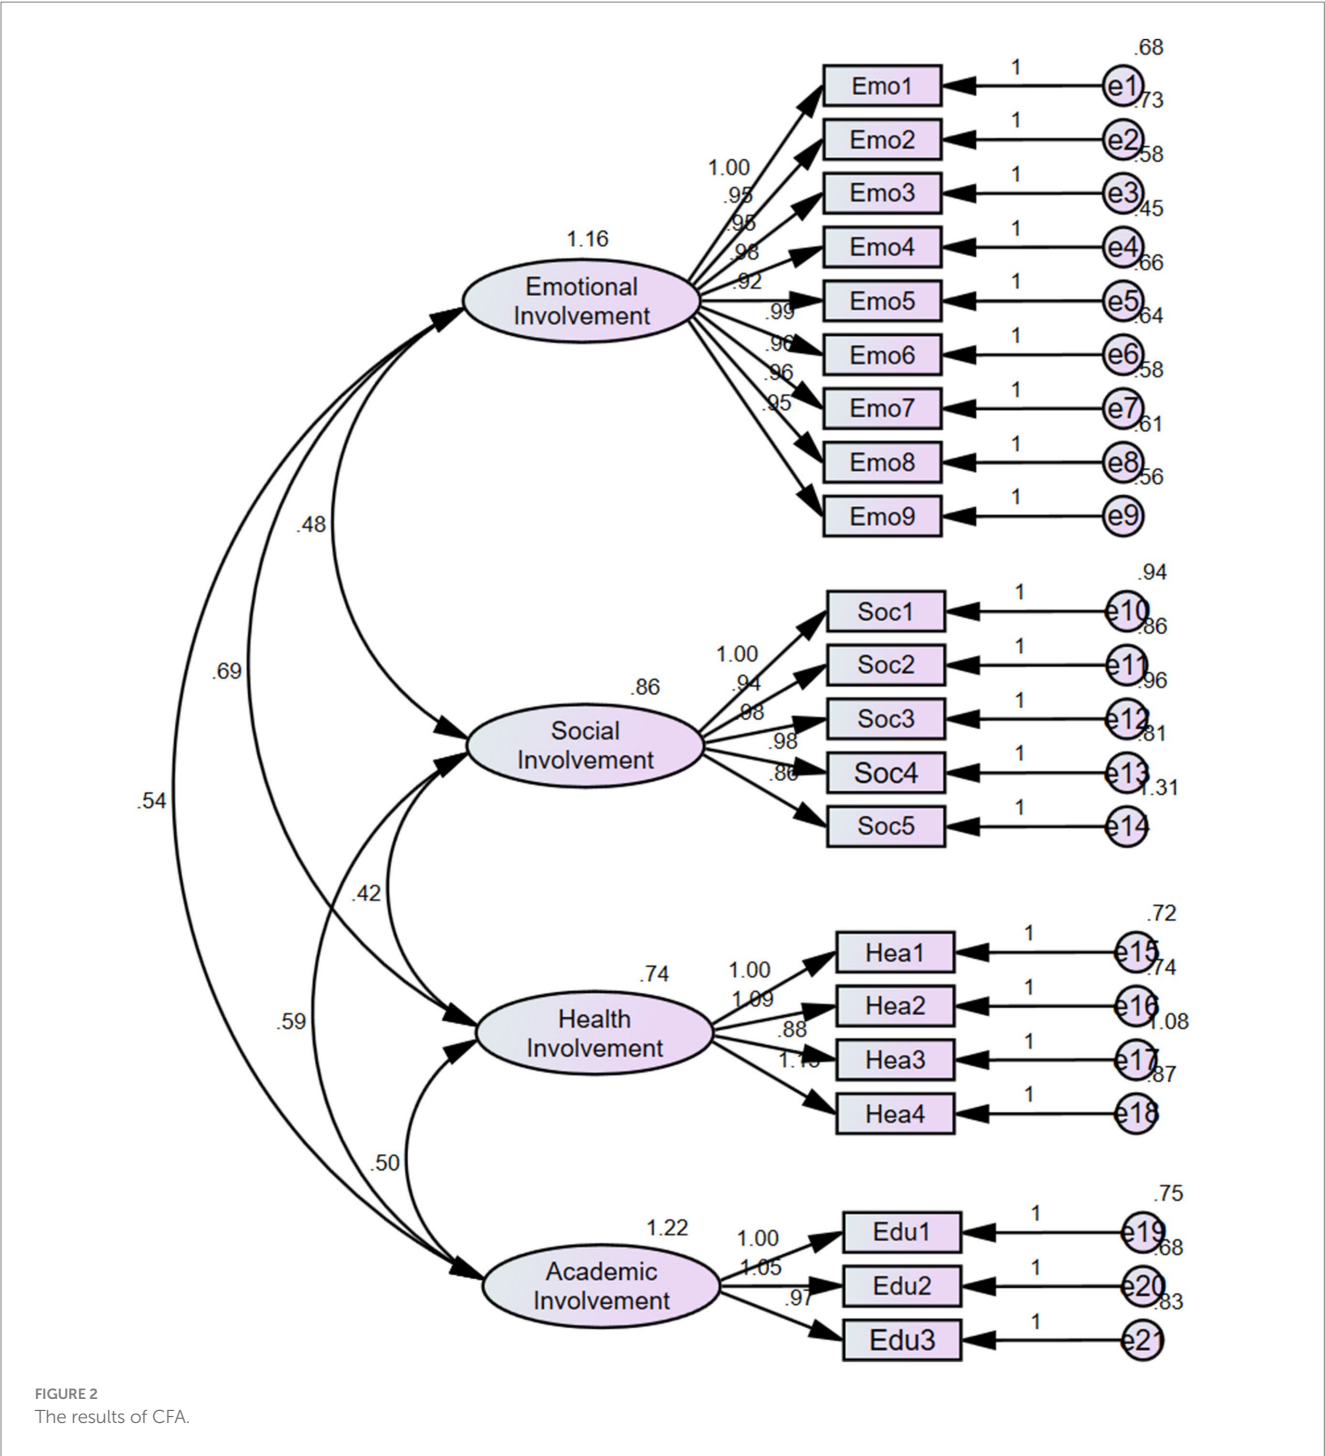 .68
Emo1 1 e1
.73
Emo2 1 e2
.58
Emo3 1 e3
.45
Emo4 1 e4
.66
Emo5 1 e5
.64
Emo6 1 e6
.58
Emo7 1 e7
.61
Emo8 1 e8
.56
Emo9 1 e9
1.00
.95
.95
.98
.92
.99
.96
.96
.95
1.16
Emotional
Involvement
.48
.69
.54
.94
Soc1 1 e10
.86
Soc2 1 e11
.96
Soc3 1 e12
.81
Soc4 1 e13
1.31
Soc5 1 e14
1.00
.94
.98
.98
.86
.86
Social
Involvement
.42
.59
.72
Hea1 1 e15
.74
Hea2 1 e16
1.08
Hea3 1 e17
.87
Hea4 1 e18
1.00
1.09
.88
.74
Health
Involvement
.50
.75
Edu1 1 e19
.68
Edu2 1 e20
.83
Edu3 1 e21
1.00
1.05
.97
1.22
Academic
Involvement
FIGURE 2
The results of CFA.